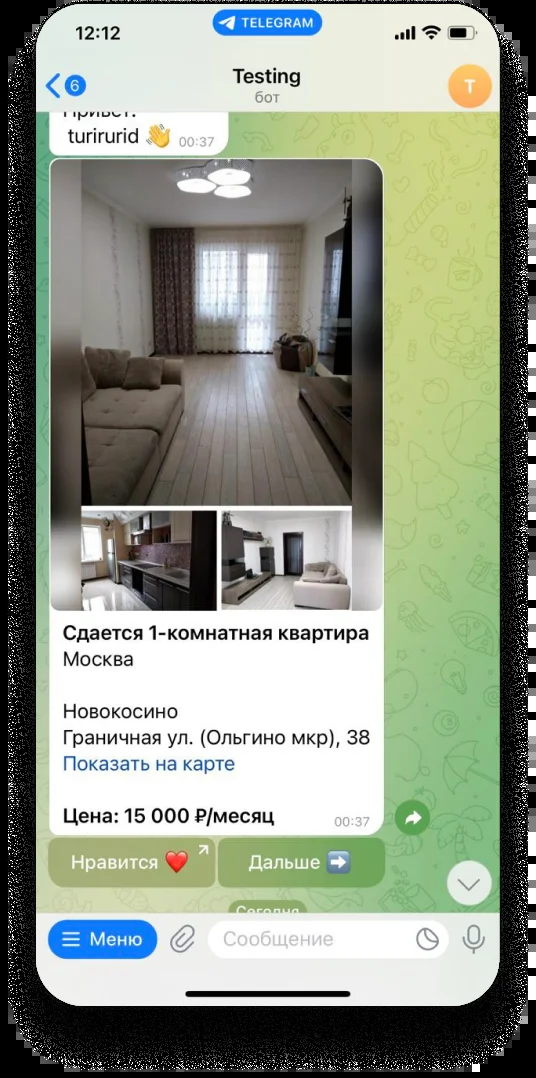 12:12
TELEGRAM
6
Testing
бот
T
Привет!
turirurid 👋 00:37
Сдается 1-комнатная квартира
Москва
Новокосино
Граничная ул. (Ольгино мкр), 38
Показать на карте
Цена: 15 000 ₽/месяц 00:37
Нравится ❤️
Дальше ➡️
Сегодня
Меню
Сообщение